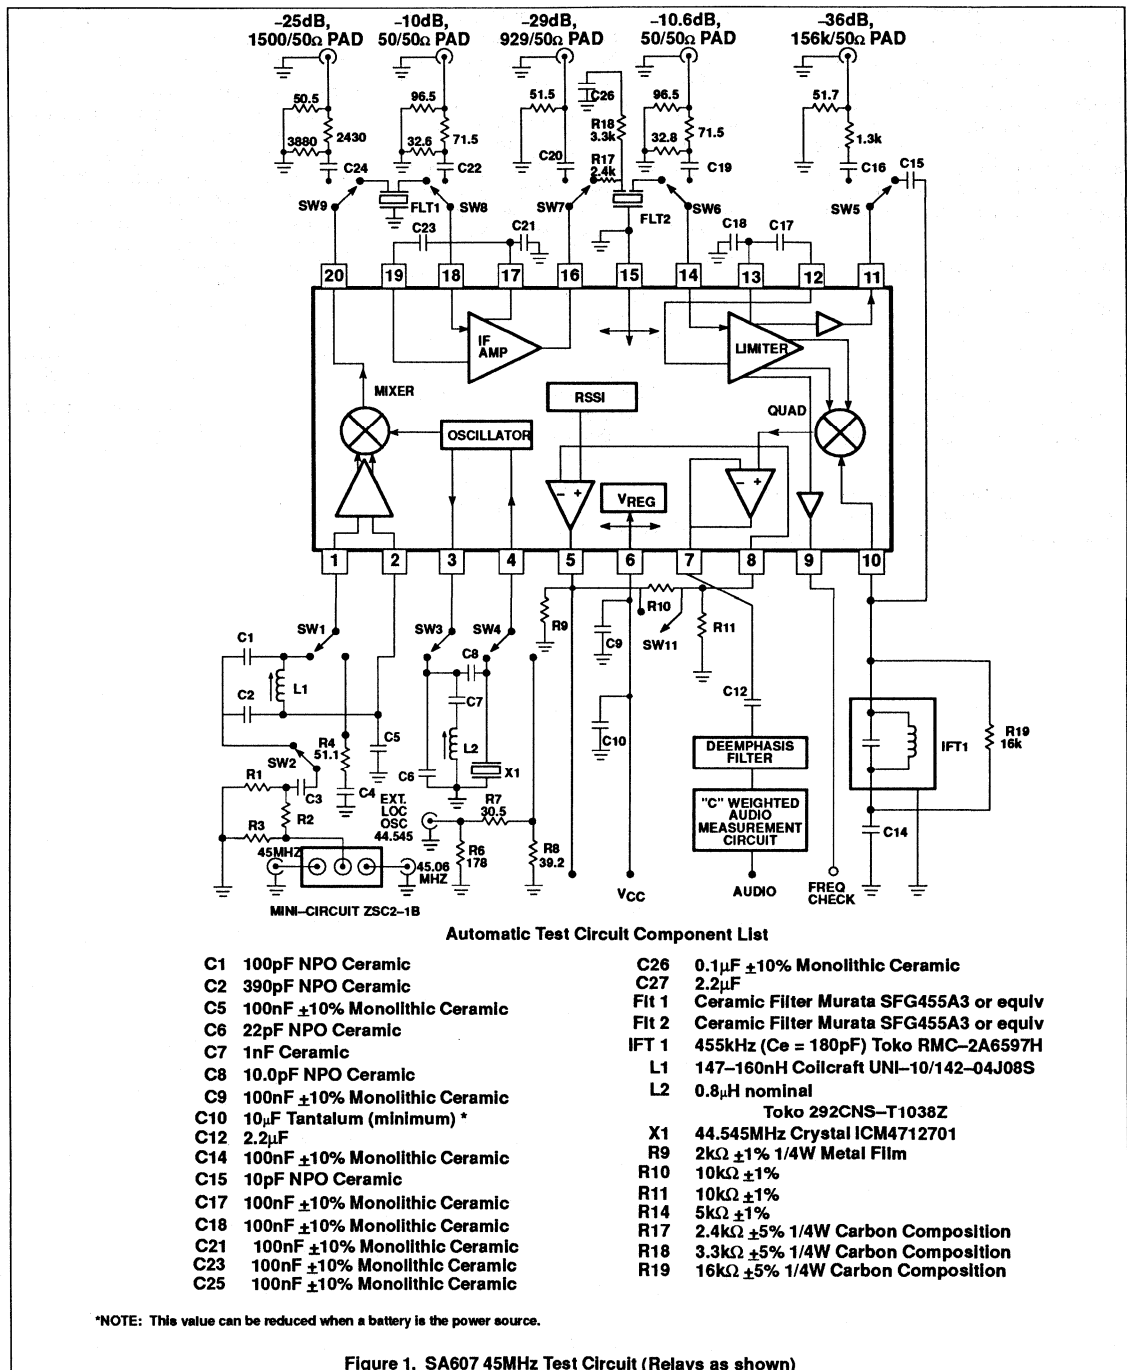 –25dB, –10dB, –29dB, –10.6dB, –36dB,
1500/50Ω PAD 50/50Ω PAD 929/50Ω PAD 50/50Ω PAD 156k/50Ω PAD
50.5 96.5 51.5 C26 96.5 51.7
R18
3.3k
3880 2430 32.6 71.5 32.8 71.5 1.3k
C24 C22 C20 R17 C19 C16 C15
2.4k
SW9 FLT1 SW8 SW7 FLT2 SW6 SW5
C23 C21 C18 C17
20 19 18 17 16 15 14 13 12 11
IF
AMP
LIMITER
MIXER
RSSI
QUAD
OSCILLATOR
– + – +
VREG
1 2 3 4 5 6 7 8 9 10
R9 R10 R11
C9 SW11
SW1 SW3 SW4
C1 C8
L1 C7 C12
C2
R4 C5 L2 C10
51.1
SW2
C6 X1
DEEMPHASIS
FILTER
IFT1 R19
16k
R1 C3 C4 EXT.
LOC
OSC
44.545
R7
30.5
R2
"C" WEIGHTED
AUDIO
MEASUREMENT
CIRCUIT
C14
R3
45MHZ 45.06
MHZ
R6
178
R8
39.2
VCC AUDIO FREQ
CHECK
MINI–CIRCUIT ZSC2–1B
Automatic Test Circuit Component List
C1 100pF NPO Ceramic
C2 390pF NPO Ceramic
C5 100nF ±10% Monolithic Ceramic
C6 22pF NPO Ceramic
C7 1nF Ceramic
C8 10.0pF NPO Ceramic
C9 100nF ±10% Monolithic Ceramic
C10 10μF Tantalum (minimum) *
C12 2.2μF
C14 100nF ±10% Monolithic Ceramic
C15 10pF NPO Ceramic
C17 100nF ±10% Monolithic Ceramic
C18 100nF ±10% Monolithic Ceramic
C21 100nF ±10% Monolithic Ceramic
C23 100nF ±10% Monolithic Ceramic
C25 100nF ±10% Monolithic Ceramic
C26 0.1μF ±10% Monolithic Ceramic
C27 2.2μF
Flt 1 Ceramic Filter Murata SFG455A3 or equiv
Flt 2 Ceramic Filter Murata SFG455A3 or equiv
IFT 1 455kHz (Ce = 180pF) Toko RMC–2A6597H
L1 147–160nH Coilcraft UNI–10/142–04J08S
L2 0.8μH nominal
Toko 292CNS–T1038Z
X1 44.545MHz Crystal ICM4712701
R9 2kΩ ±1% 1/4W Metal Film
R10 10kΩ ±1%
R11 10kΩ ±1%
R14 5kΩ ±1%
R17 2.4kΩ ±5% 1/4W Carbon Composition
R18 3.3kΩ ±5% 1/4W Carbon Composition
R19 16kΩ ±5% 1/4W Carbon Composition
*NOTE: This value can be reduced when a battery is the power source.
Figure 1. SA607 45MHz Test Circuit (Relays as shown)